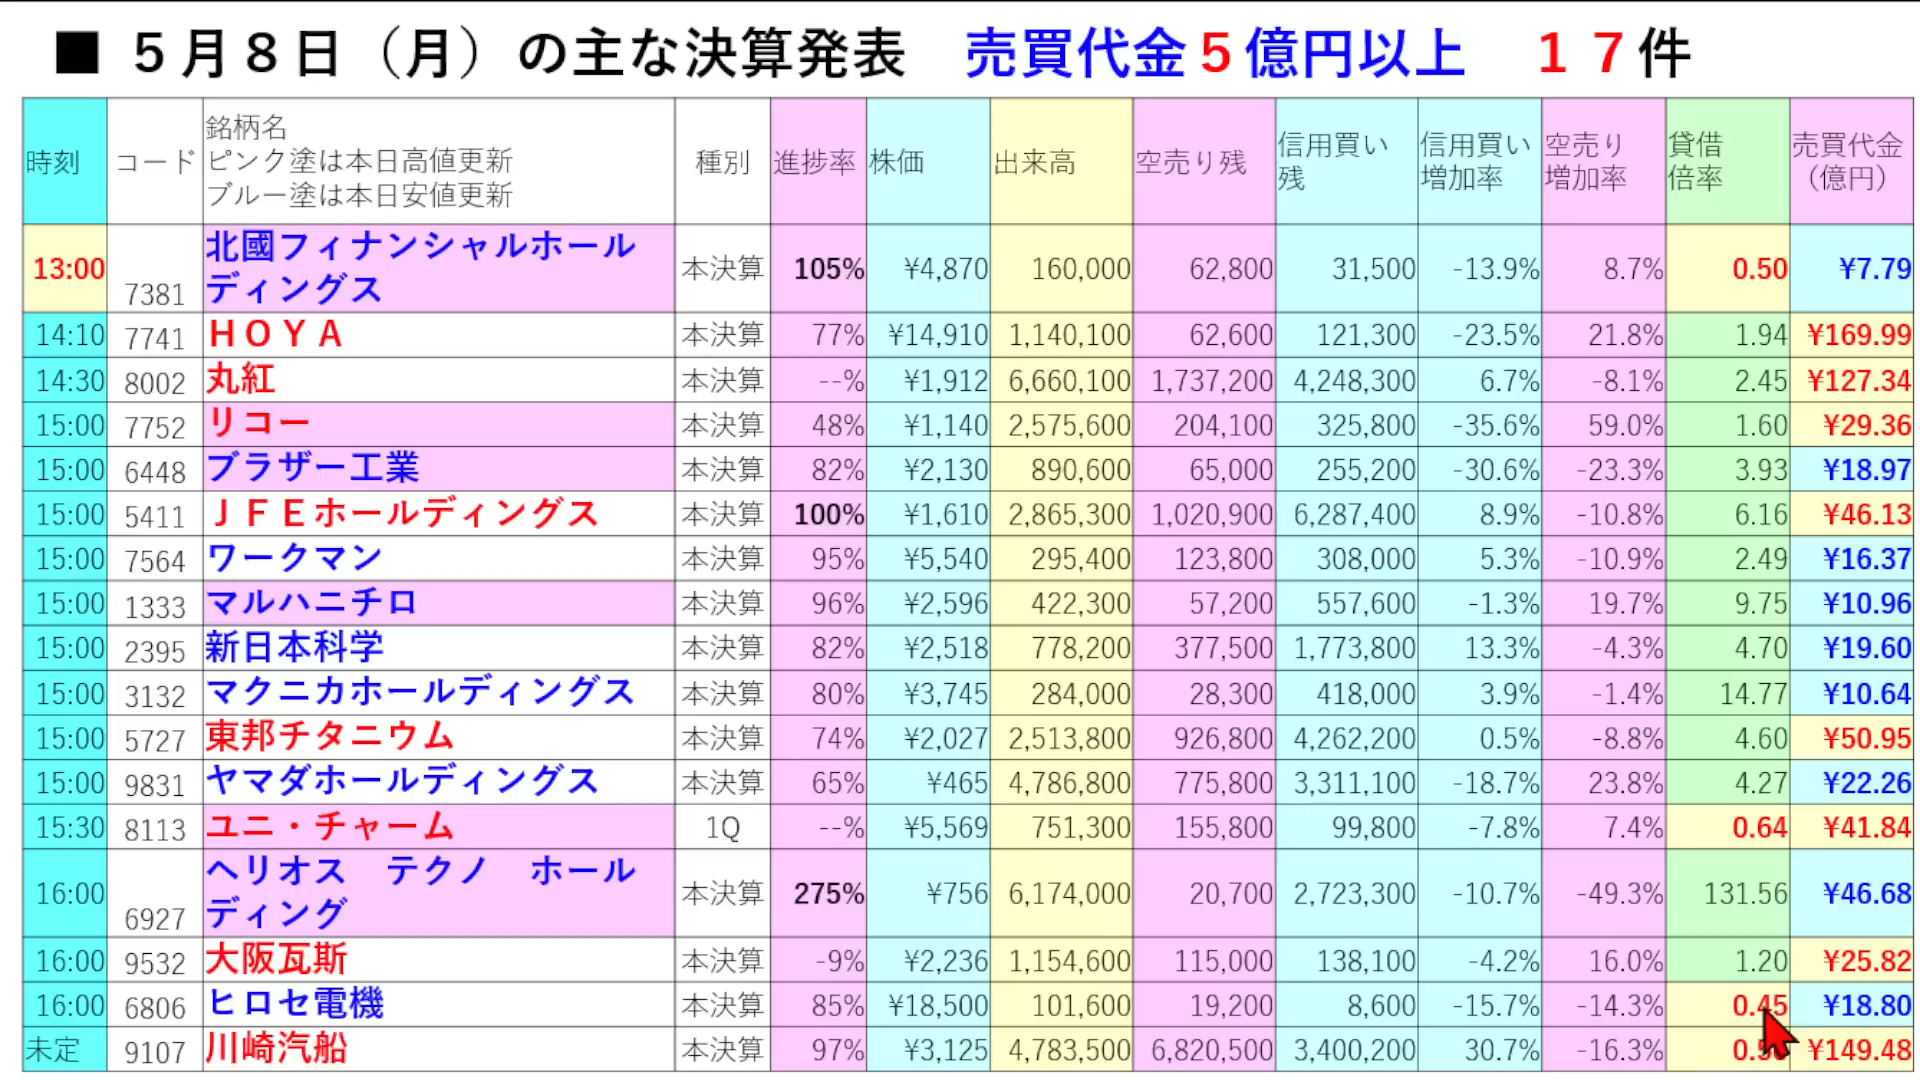 ■ ５月８日（月）の主な決算発表　売買代金５億円以上　１７件
時刻 コード 銘柄名 ピンク塗は本日高値更新 ブルー塗は本日安値更新 種別 進捗率 株価 出来高 空売り残 信用買い残 信用買い増加率 空売り増加率 貸借倍率 売買代金（億円）
13:00 7381 北國フィナンシャルホールディングス 本決算 105% ¥4,870 160,000 62,800 31,500 -13.9% 8.7% 0.50 ¥7.79
14:10 7741 ＨＯＹＡ 本決算 77% ¥14,910 1,140,100 62,600 121,300 -23.5% 21.8% 1.94 ¥169.99
14:30 8002 丸紅 本決算 --% ¥1,912 6,660,100 1,737,200 4,248,300 6.7% -8.1% 2.45 ¥127.34
15:00 7752 リコー 本決算 48% ¥1,140 2,575,600 204,100 325,800 -35.6% 59.0% 1.60 ¥29.36
15:00 6448 ブラザー工業 本決算 82% ¥2,130 890,600 65,000 255,200 -30.6% -23.3% 3.93 ¥18.97
15:00 5411 ＪＦＥホールディングス 本決算 100% ¥1,610 2,865,300 1,020,900 6,287,400 8.9% -10.8% 6.16 ¥46.13
15:00 7564 ワークマン 本決算 95% ¥5,540 295,400 123,800 308,000 5.3% -10.9% 2.49 ¥16.37
15:00 1333 マルハニチロ 本決算 96% ¥2,596 422,300 57,200 557,600 -1.3% 19.7% 9.75 ¥10.96
15:00 2395 新日本科学 本決算 82% ¥2,518 778,200 377,500 1,773,800 13.3% -4.3% 4.70 ¥19.60
15:00 3132 マクニカホールディングス 本決算 80% ¥3,745 284,000 28,300 418,000 3.9% -1.4% 14.77 ¥10.64
15:00 5727 東邦チタニウム 本決算 74% ¥2,027 2,513,800 926,800 4,262,200 0.5% -8.8% 4.60 ¥50.95
15:00 9831 ヤマダホールディングス 本決算 65% ¥465 4,786,800 775,800 3,311,100 -18.7% 23.8% 4.27 ¥22.26
15:30 8113 ユニ・チャーム 1Q --% ¥5,569 751,300 155,800 99,800 -7.8% 7.4% 0.64 ¥41.84
16:00 6927 ヘリオス　テクノ　ホールディング 本決算 275% ¥756 6,174,000 20,700 2,723,300 -10.7% -49.3% 131.56 ¥46.68
16:00 9532 大阪瓦斯 本決算 -9% ¥2,236 1,154,600 115,000 138,100 -4.2% 16.0% 1.20 ¥25.82
16:00 6806 ヒロセ電機 本決算 85% ¥18,500 101,600 19,200 8,600 -15.7% -14.3% 0.45 ¥18.80
未定 9107 川崎汽船 本決算 97% ¥3,125 4,783,500 6,820,500 3,400,200 30.7% -16.3% ¥149.48